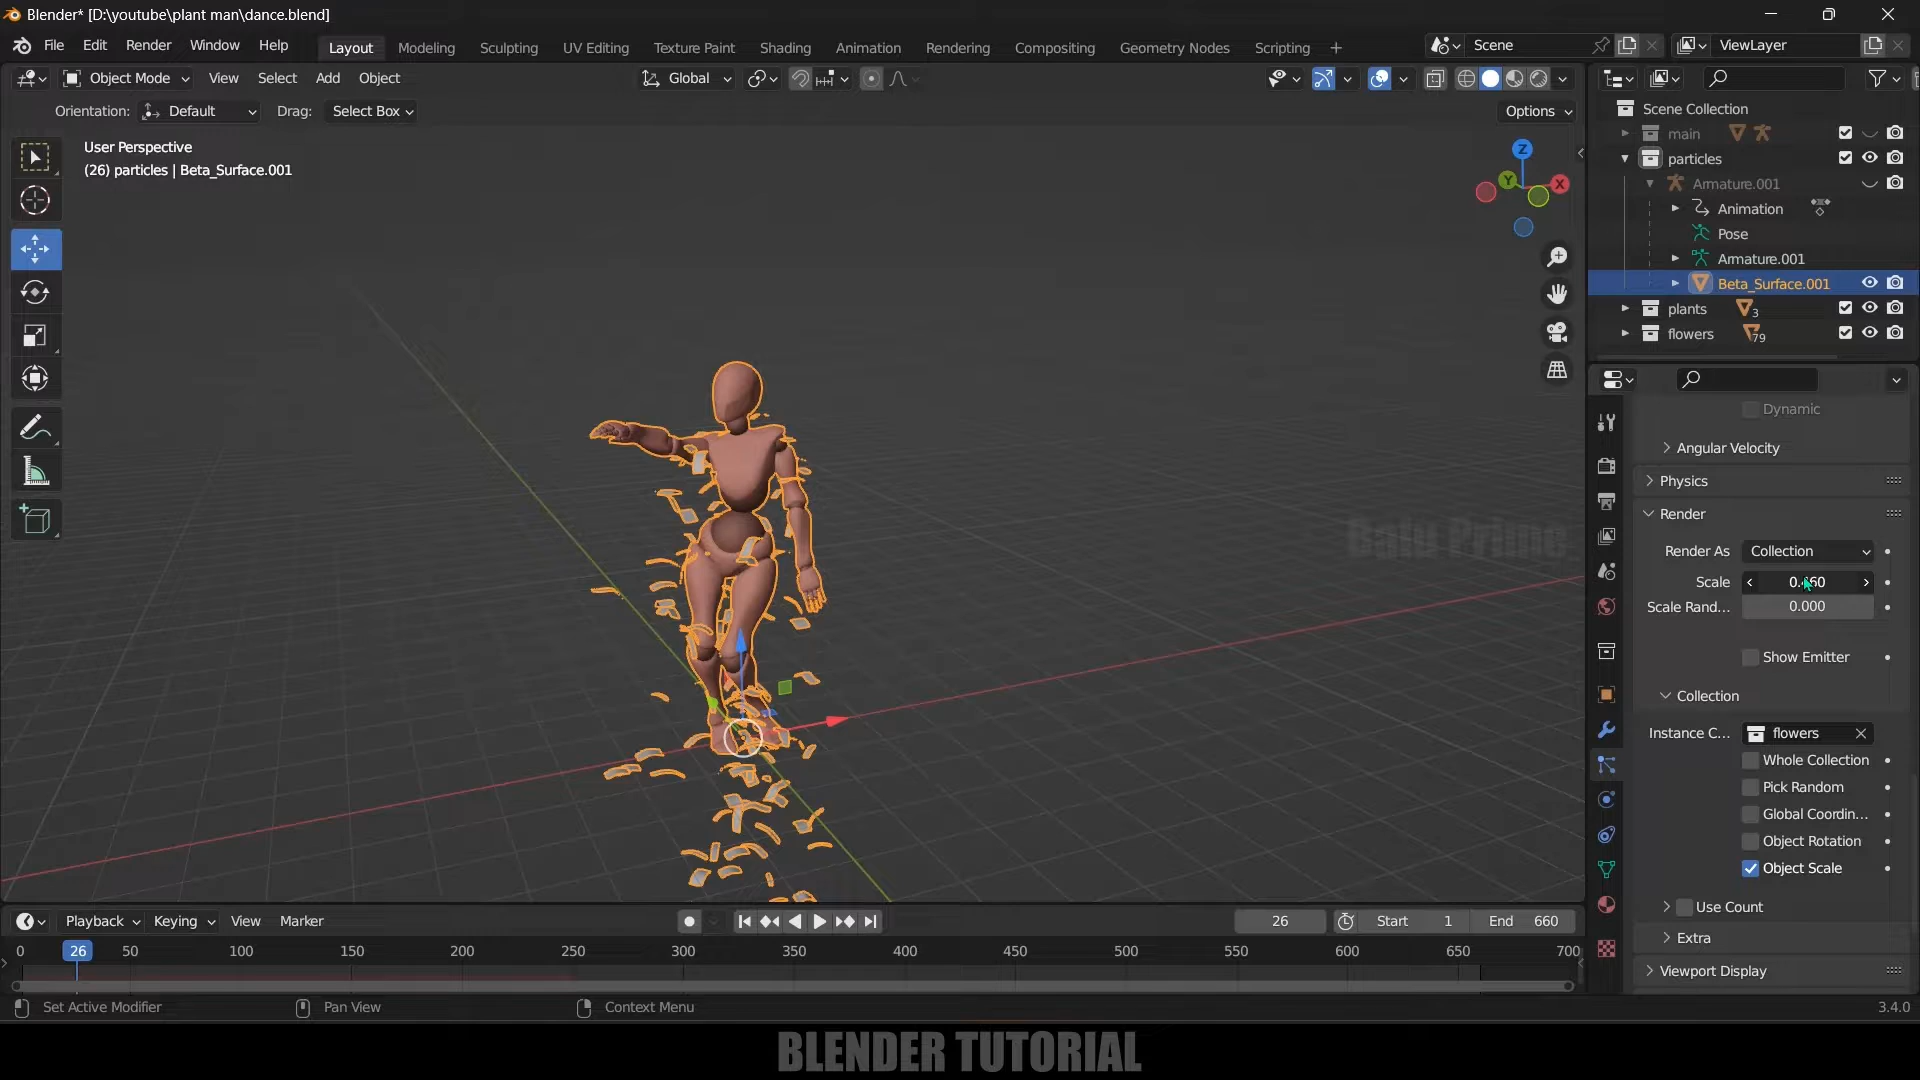 Blender* [D:\youtube\plant man\dance.blend]
File Edit Render Window Help Layout Modeling Sculpting UV Editing Texture Paint Shading Animation Rendering Compositing Geometry Nodes Scripting + Scene ViewLayer
Object Mode View Select Add Object Global
Orientation: Default Drag: Select Box Options
User Perspective
(26) particles | Beta_Surface.001
Z
Y X
Scene Collection
main
particles
Armature.001
Animation
Pose
Armature.001
Beta_Surface.001
plants 3
flowers 79
Dynamic
Angular Velocity
Physics
Render
Render As Collection
Scale
Scale Rand... 0.000
Show Emitter
Collection
Instance C... flowers
Whole Collection
Pick Random
Global Coordin...
Object Rotation
Object Scale
Use Count
Extra
Viewport Display
Balu Prime
Playback Keying View Marker 26 Start 1 End 660
0 26 50 100 150 200 250 300 350 400 450 500 550 600 650 700
Set Active Modifier Pan View Context Menu 3.4.0
BLENDER TUTORIAL